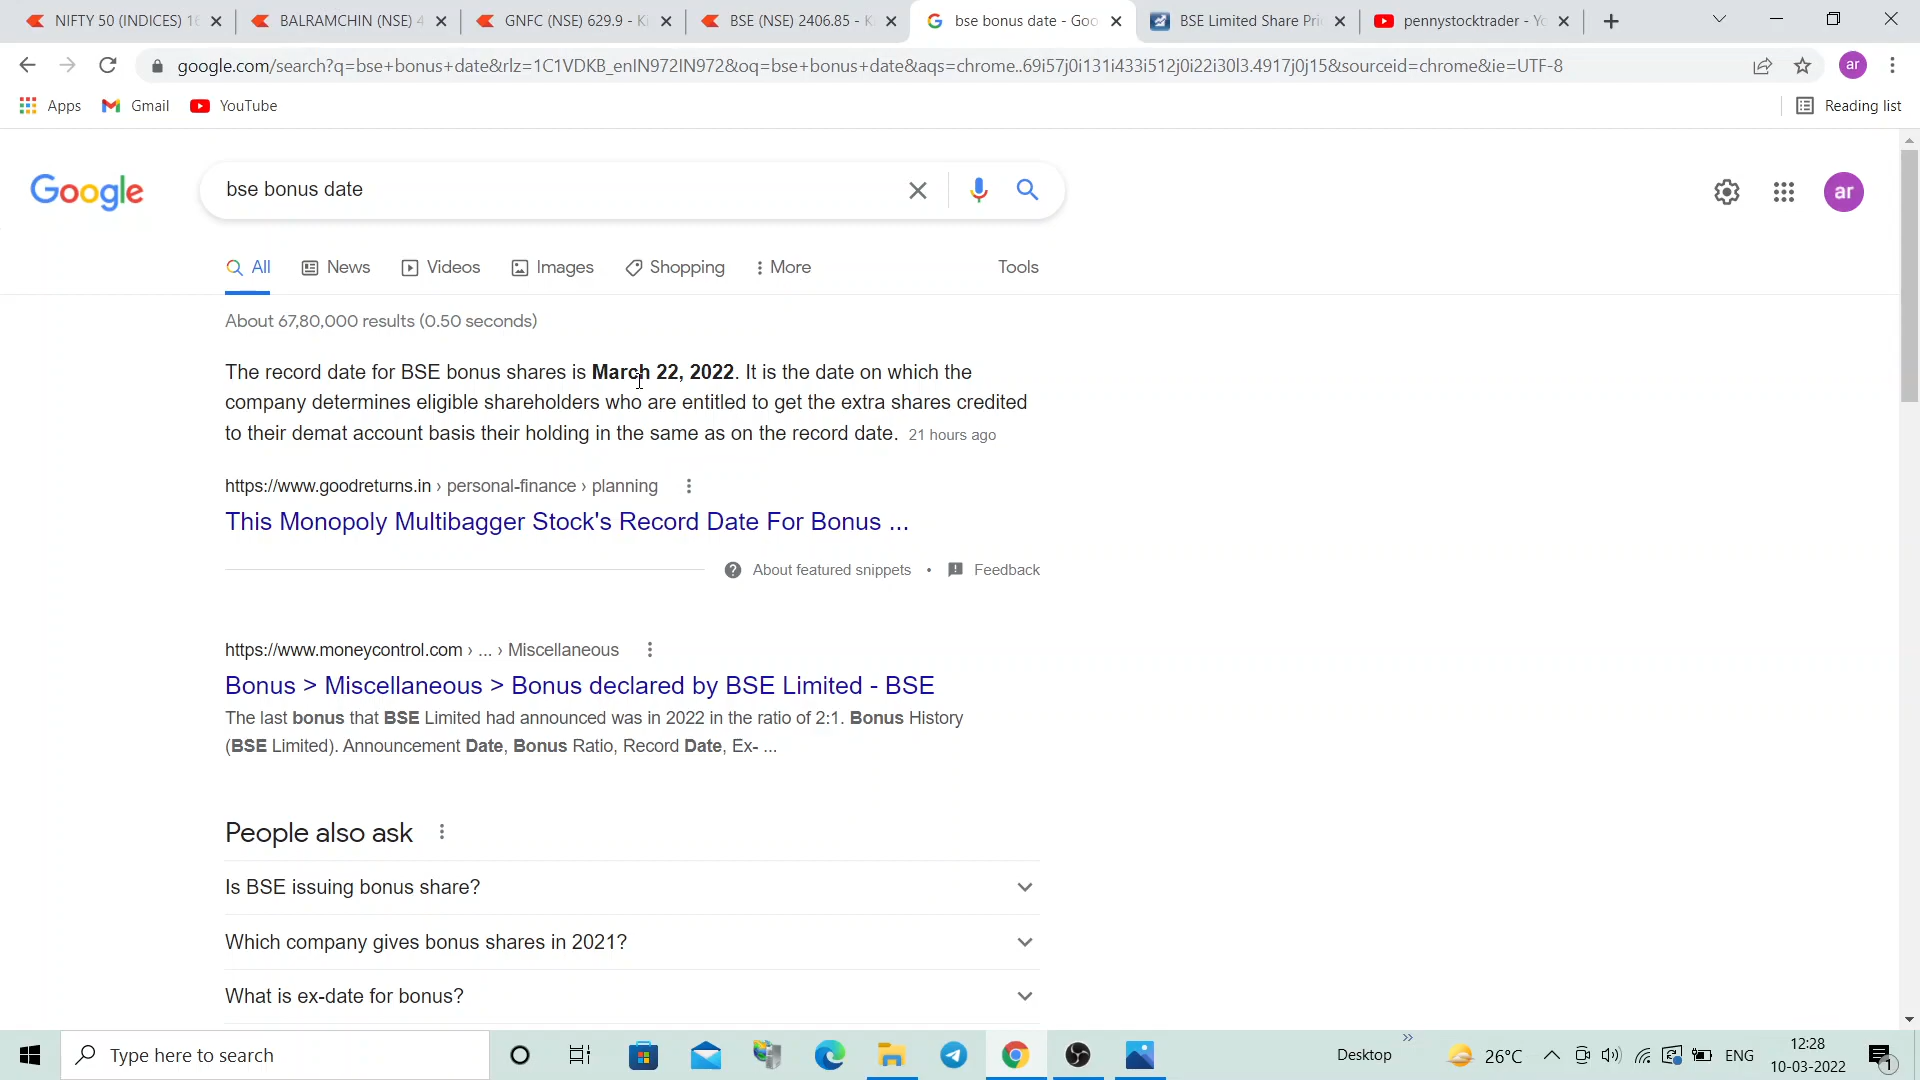 NIFTY 50 (INDICES) 16
BALRAMCHIN (NSE) 4
GNFC (NSE) 629.9 - Ki
BSE (NSE) 2406.85 - K
bse bonus date - Goo
BSE Limited Share Pri
pennystocktrader - Yo
google.com/search?q=bse+bonus+date&rlz=1C1VDKB_enIN972IN972&oq=bse+bonus+date&aqs=chrome..69i57j0i131i433i512j0i22i30l3.4917j0j15&sourceid=chrome&ie=UTF-8
ar
Apps
Gmail
YouTube
Reading list
Google
bse bonus date
ar
All
News
Videos
Images
Shopping
More
Tools
About 67,80,000 results (0.50 seconds)
The record date for BSE bonus shares is March 22, 2022. It is the date on which the
company determines eligible shareholders who are entitled to get the extra shares credited
to their demat account basis their holding in the same as on the record date. 21 hours ago
https://www.goodreturns.in › personal-finance › planning
This Monopoly Multibagger Stock's Record Date For Bonus ...
About featured snippets • Feedback
https://www.moneycontrol.com › ... › Miscellaneous
Bonus > Miscellaneous > Bonus declared by BSE Limited - BSE
The last bonus that BSE Limited had announced was in 2022 in the ratio of 2:1. Bonus History
(BSE Limited). Announcement Date, Bonus Ratio, Record Date, Ex- ...
People also ask
Is BSE issuing bonus share?
Which company gives bonus shares in 2021?
What is ex-date for bonus?
Type here to search
Desktop
26°C
ENG
12:28
10-03-2022
1